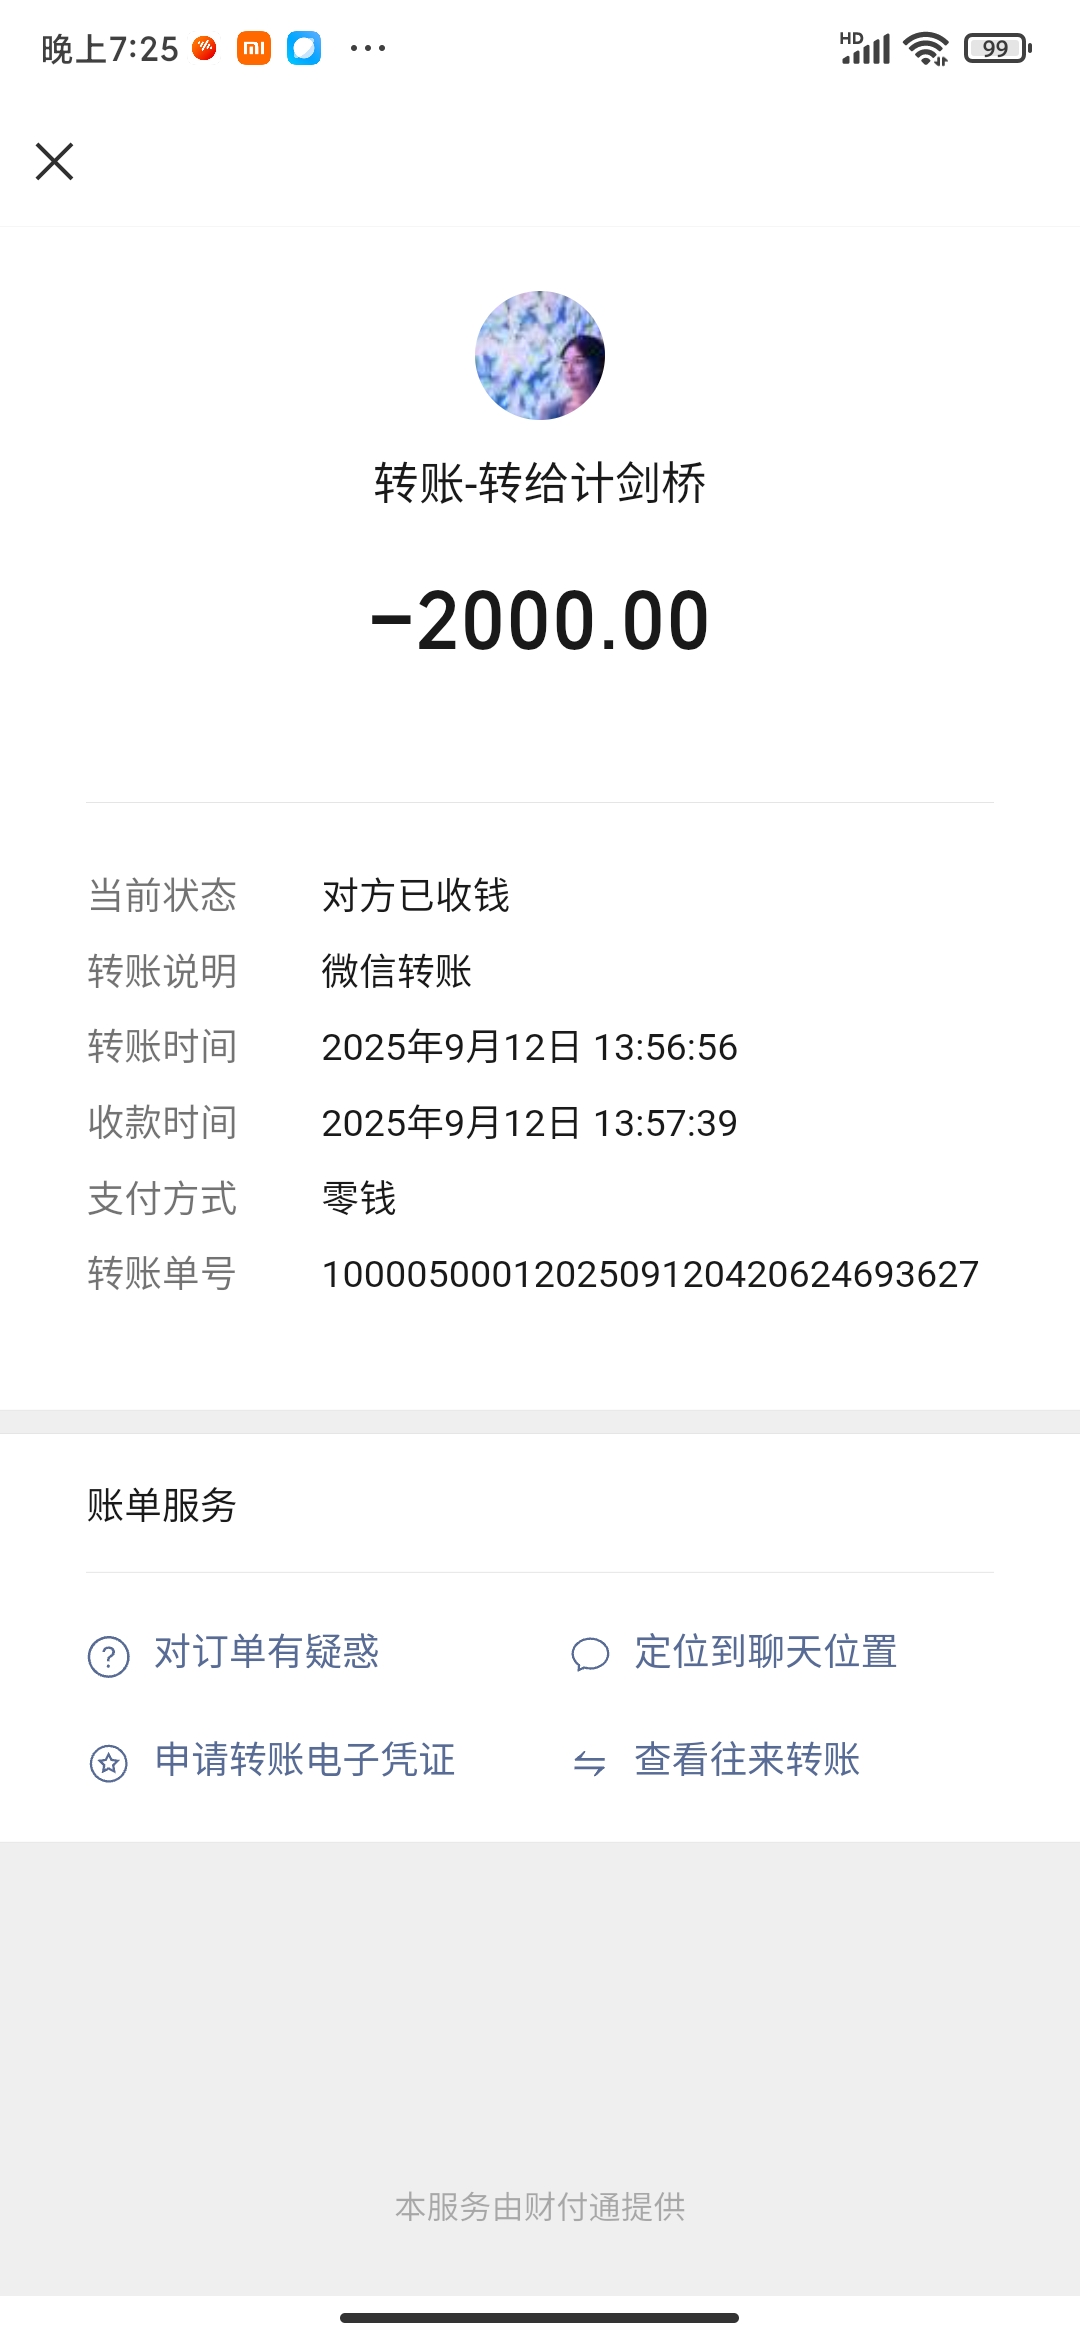 晚上7:25
HD
99
转账-转给计剑桥
-2000.00
当前状态 对方已收钱
转账说明 微信转账
转账时间 2025年9月12日 13:56:56
收款时间 2025年9月12日 13:57:39
支付方式 零钱
转账单号 1000050001202509120420624693627
账单服务
对订单有疑惑 定位到聊天位置
申请转账电子凭证 查看往来转账
本服务由财付通提供